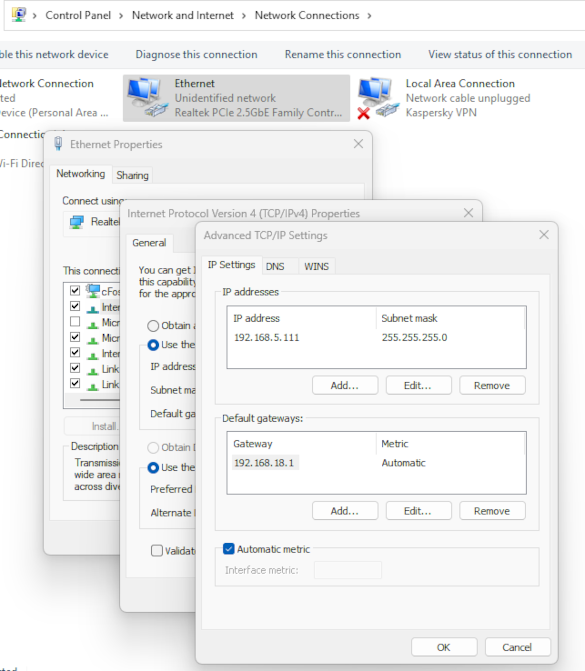 Control Panel > Network and Internet > Network Connections >
ble this network device Diagnose this connection Rename this connection View status of this connection
Network Connection
ted
evice (Personal Area ...
Ethernet
Unidentified network
Realtek PCIe 2.5GbE Family Contr...
Local Area Connection
Network cable unplugged
Kaspersky VPN
Connectio
Vi-Fi Direc
Ethernet Properties
Networking Sharing
Connect using
Realte
This connecti
cFos
Inter
Micr
Micr
Inter
Link
Link
Install.
Description
Transmissi
wide area
across dive
Internet Protocol Version 4 (TCP/IPv4) Properties
General
You can get I
this capability
for the appro
Obtain a
Use the
IP address
Subnet ma
Default ga
Obtain D
Use the
Preferred
Alternate
Validat
Advanced TCP/IP Settings
IP Settings DNS WINS
IP addresses
IP address Subnet mask
192.168.5.111 255.255.255.0
Add... Edit... Remove
Default gateways:
Gateway Metric
192.168.18.1 Automatic
Add... Edit... Remove
Automatic metric
Interface metric:
OK Cancel